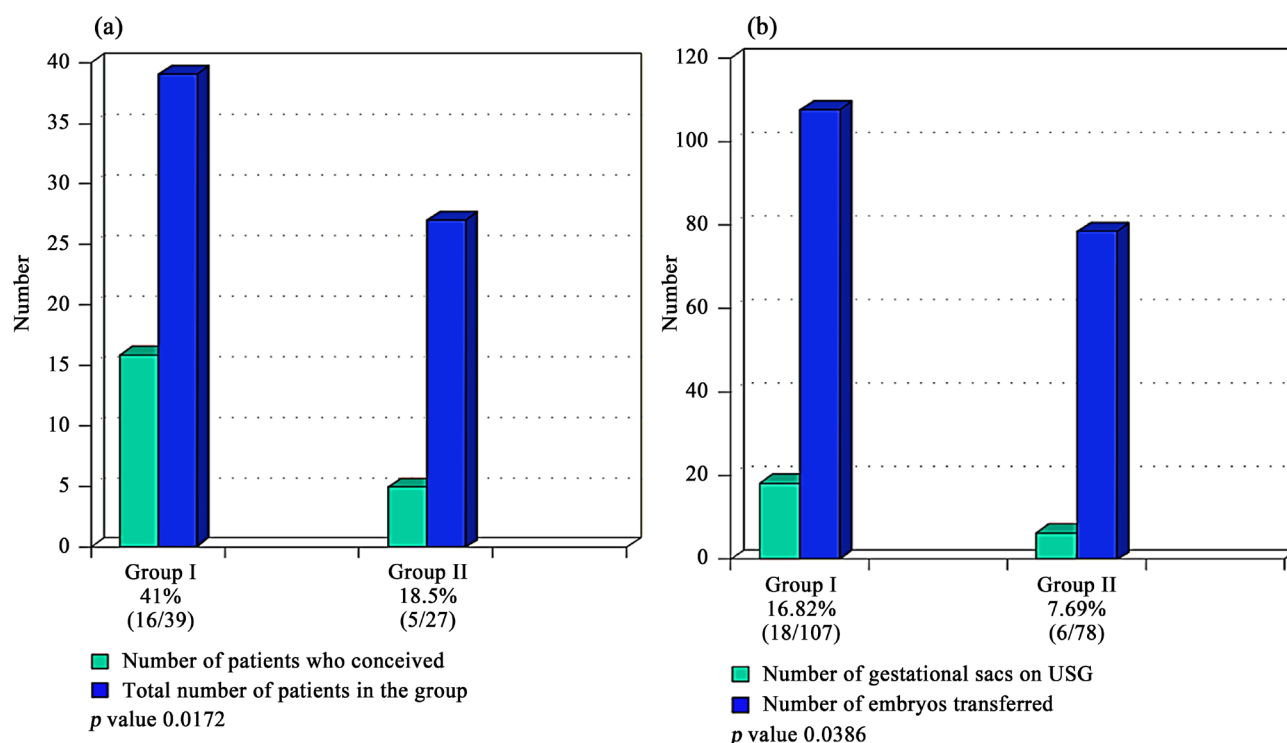 (a)
Number
40
35
30
25
20
15
10
5
0
Group I
41%
(16/39)
Group II
18.5%
(5/27)
Number of patients who conceived
Total number of patients in the group
p value 0.0172
(b)
Number
120
100
80
60
40
20
0
Group I
16.82%
(18/107)
Group II
7.69%
(6/78)
Number of gestational sacs on USG
Number of embryos transferred
p value 0.0386